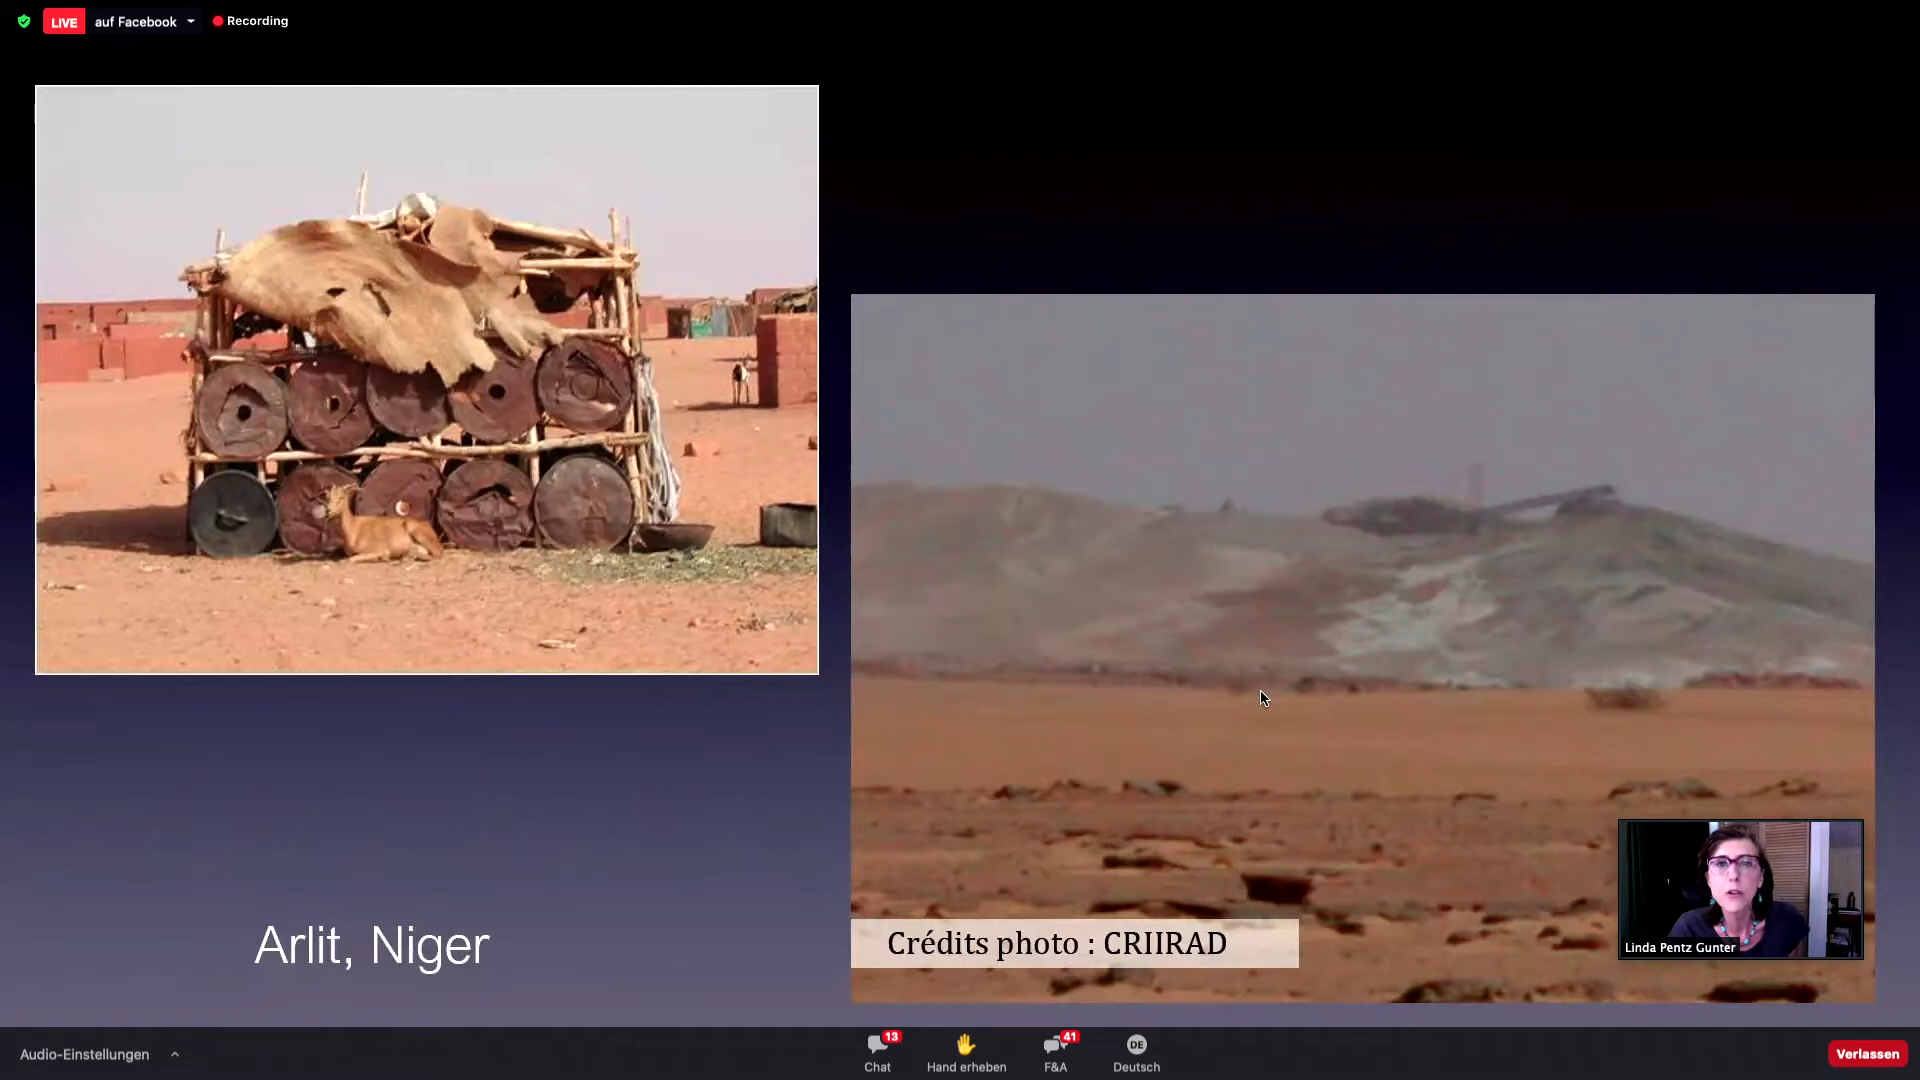 LIVE auf Facebook Recording
Arlit, Niger
Crédits photo : CRIIRAD
Linda Pentz Gunter
Audio-Einstellungen
13
Chat
Hand erheben
41
F&A
DE
Deutsch
Verlassen